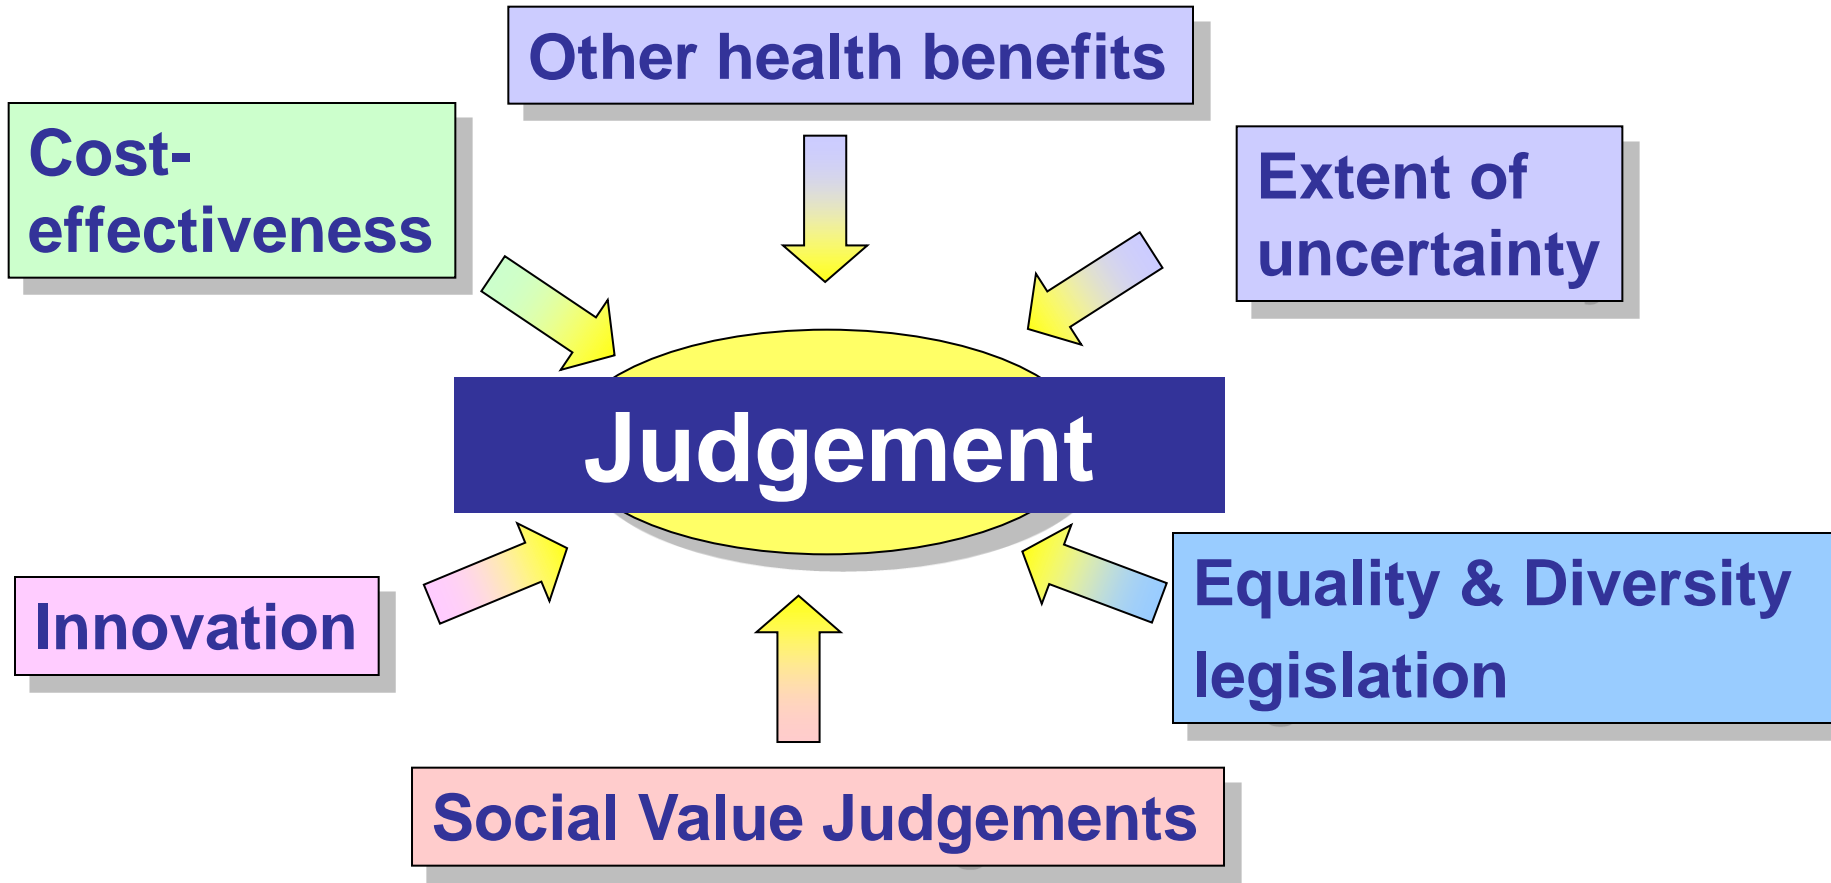 Other health benefits
Cost-
effectiveness
Extent of
uncertainty
Judgement
Innovation
Equality & Diversity
legislation
Social Value Judgements